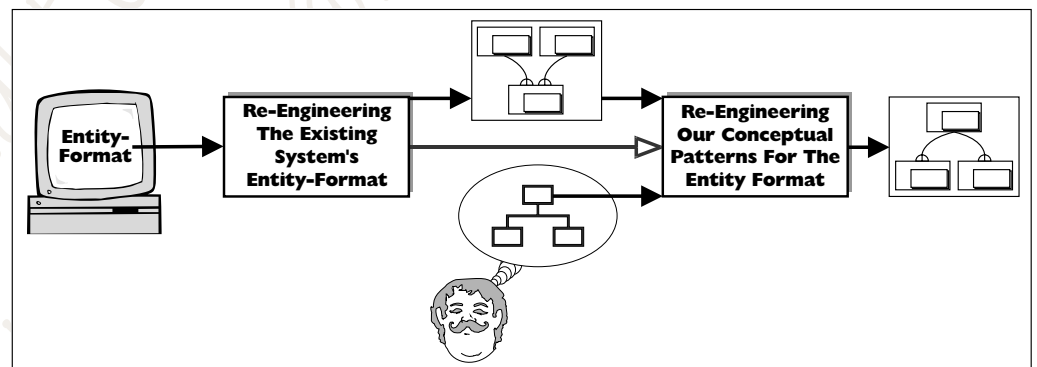 Entity-
Format
Re-Engineering
The Existing
System's
Entity-Format
Re-Engineering
Our Conceptual
Patterns For The
Entity Format